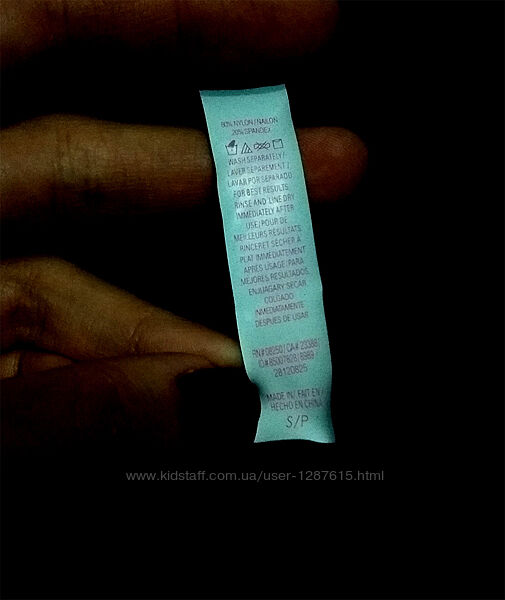 80% NYLON / NAILON
20% SPANDEX
WASH SEPARATELY /
LAVER SEPAREMENT /
LAVAR POR SEPARADO
FOR BEST RESULTS,
RINSE AND LINE DRY
IMMEDIATELY AFTER
USE / POUR DE
MEILLEURS RÉSULTATS,
RINCER ET SÉCHER À
PLAT IMMÉDIATEMENT
APRÈS USAGE / PARA
MEJORES RESULTADOS,
ENJUAGAR Y SECAR
COLGADO
INMEDIATAMENTE
DESPUES DE USAR
CA# 23388
28120825
MADE IN / FAIT EN /
HECHO EN CHINA
S/P
www.kidstaff.com.ua/user-1287615.html